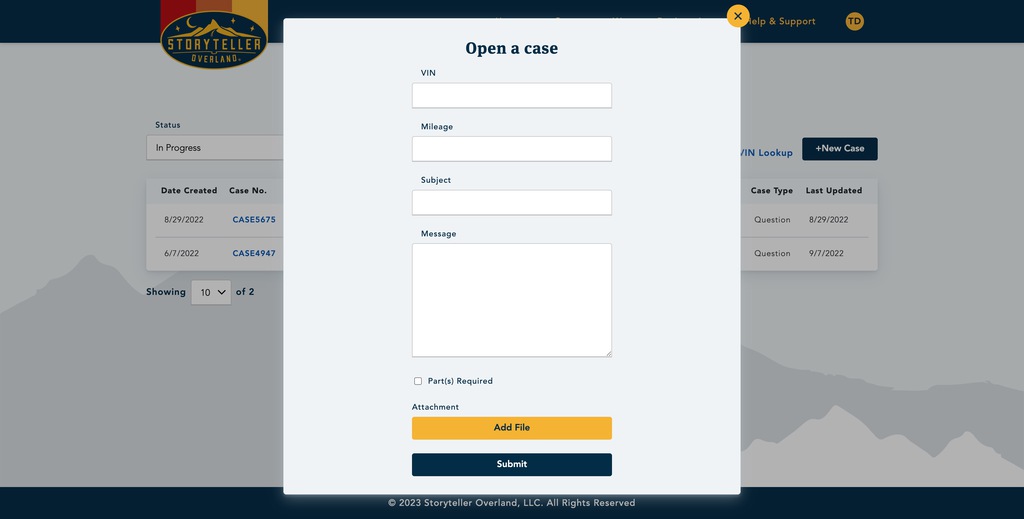 STORYTELLER
OVERLAND
Help & Support
TD
Open a case
VIN
Mileage
Subject
Message
Part(s) Required
Attachment
Add File
Submit
Status
In Progress
VIN Lookup
+New Case
Date Created Case No. Case Type Last Updated
8/29/2022 CASE5675 Question 8/29/2022
6/7/2022 CASE4947 Question 9/7/2022
Showing 10 of 2
© 2023 Storyteller Overland, LLC. All Rights Reserved